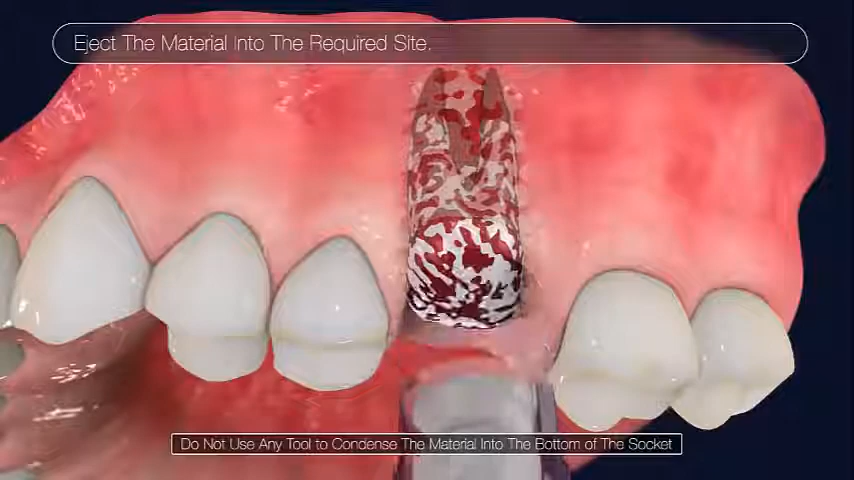 Eject The Material Into The Required Site.
Do Not Use Any Tool to Condense The Material Into The Bottom of The Socket